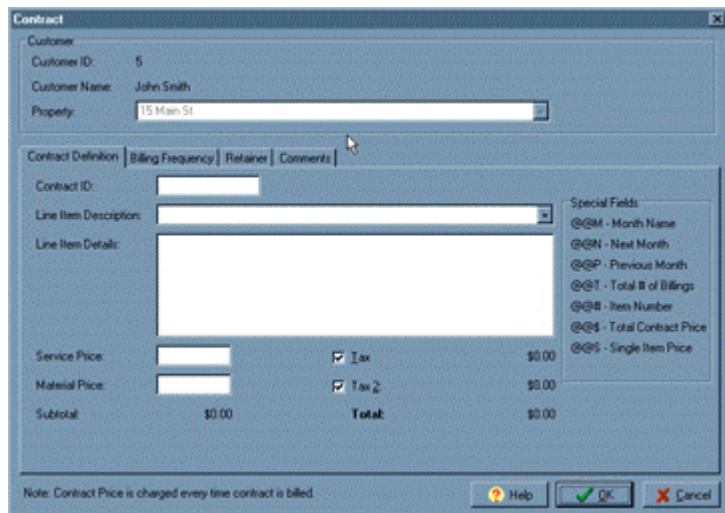 Contract
Customer
Customer ID: 5
Customer Name: John Smith
Property: 15 Main St
Contract Definition Billing Frequency Retainer Comments
Contract ID:
Line Item Description:
Line Item Details:
Special Fields
@@M - Month Name
@@N - Next Month
@@P - Previous Month
@@T - Total # of Billings
@@# - Item Number
@@$ - Total Contract Price
@@S - Single Item Price
Service Price: Tax $0.00
Material Price: Tax 2: $0.00
Subtotal: $0.00 Total: $0.00
Note: Contract Price is charged every time contract is billed.
Help OK Cancel